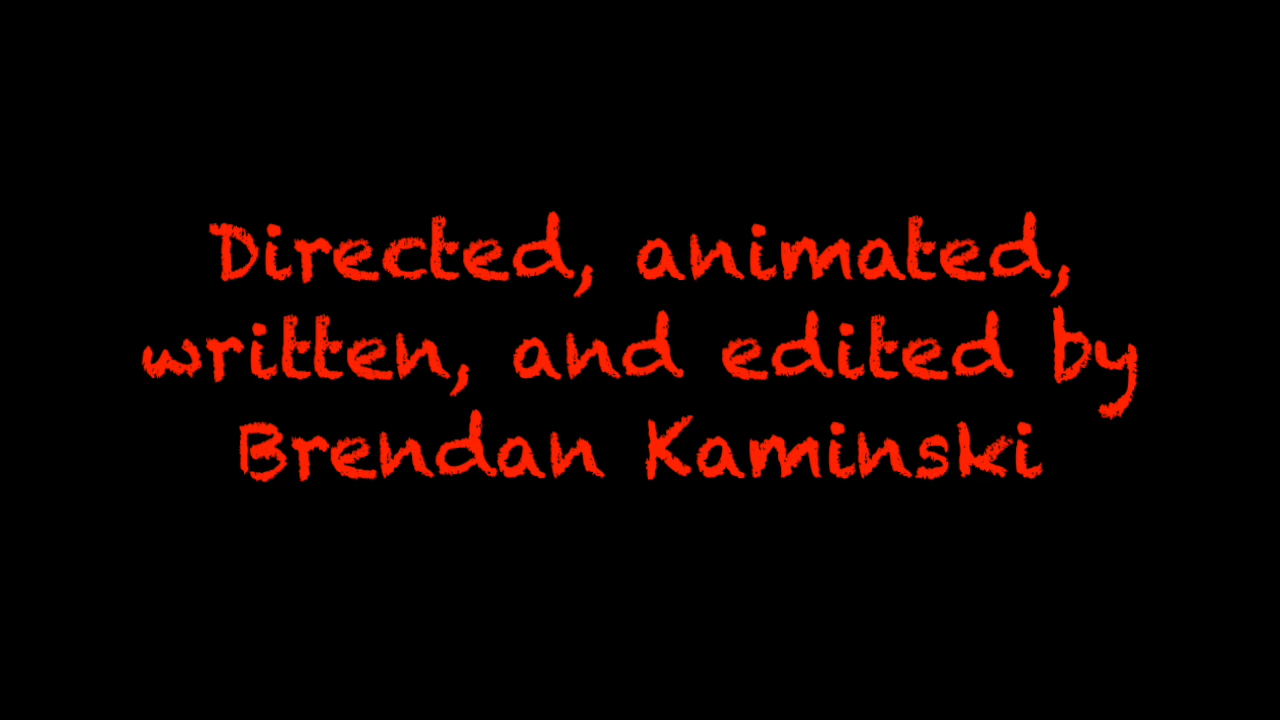 Directed, animated,
written, and edited by
Brendan Kaminski